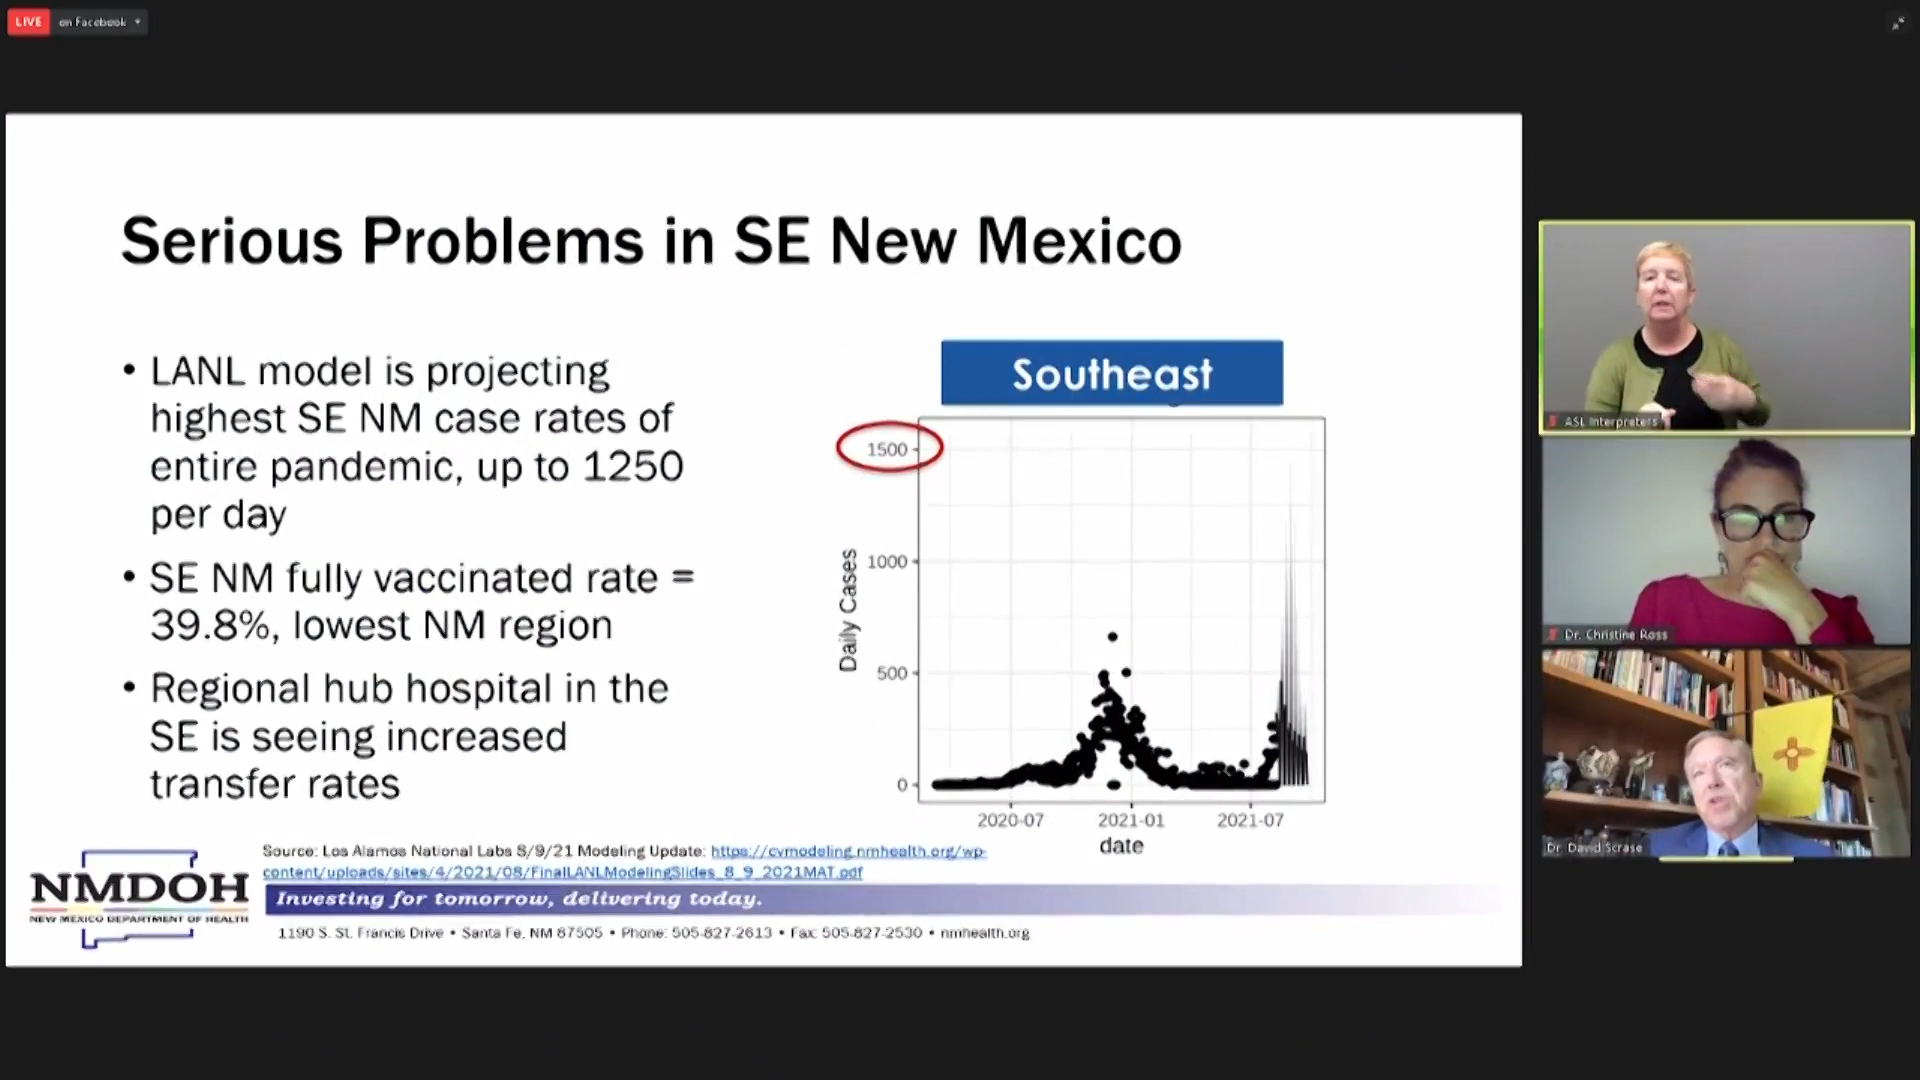 LIVE on Facebook
Serious Problems in SE New Mexico
• LANL model is projecting
highest SE NM case rates of
entire pandemic, up to 1250
per day
• SE NM fully vaccinated rate =
39.8%, lowest NM region
• Regional hub hospital in the
SE is seeing increased
transfer rates
Southeast
1500
1000
500
0
Daily Cases
2020-07 2021-01 2021-07
date
Source: Los Alamos National Labs 8/9/21 Modeling Update: https://cvmodeling.nmhealth.org/wp-
content/uploads/sites/4/2021/08/FinalLANLModelingSlides_8_9_2021MAT.pdf
NMDOH
NEW MEXICO DEPARTMENT OF HEALTH
Investing for tomorrow, delivering today.
1190 S. St. Francis Drive • Santa Fe, NM 87505 • Phone: 505-827-2613 • Fax: 505-827-2530 • nmhealth.org
ASL Interpreters
Dr. Christine Ross
Dr. David Scrase